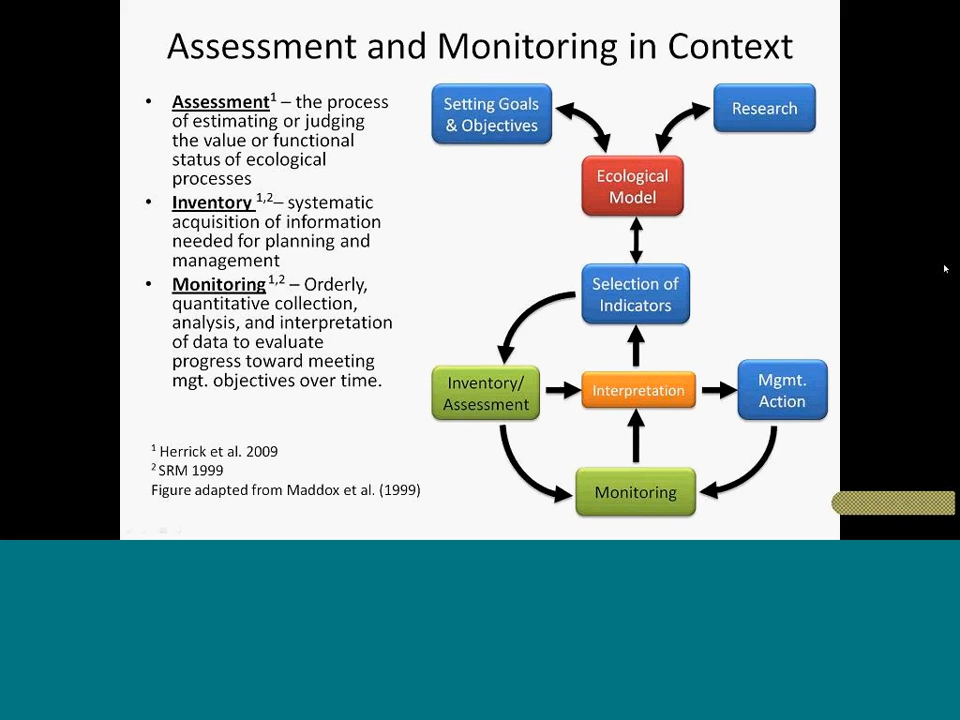 Assessment and Monitoring in Context
• Assessment¹ – the process
of estimating or judging
the value or functional
status of ecological
processes
• Inventory ¹,²– systematic
acquisition of information
needed for planning and
management
• Monitoring¹,² – Orderly,
quantitative collection,
analysis, and interpretation
of data to evaluate
progress toward meeting
mgt. objectives over time.
¹ Herrick et al. 2009
² SRM 1999
Figure adapted from Maddox et al. (1999)
Setting Goals
& Objectives
Research
Ecological
Model
Selection of
Indicators
Inventory/
Assessment
Interpretation
Mgmt.
Action
Monitoring